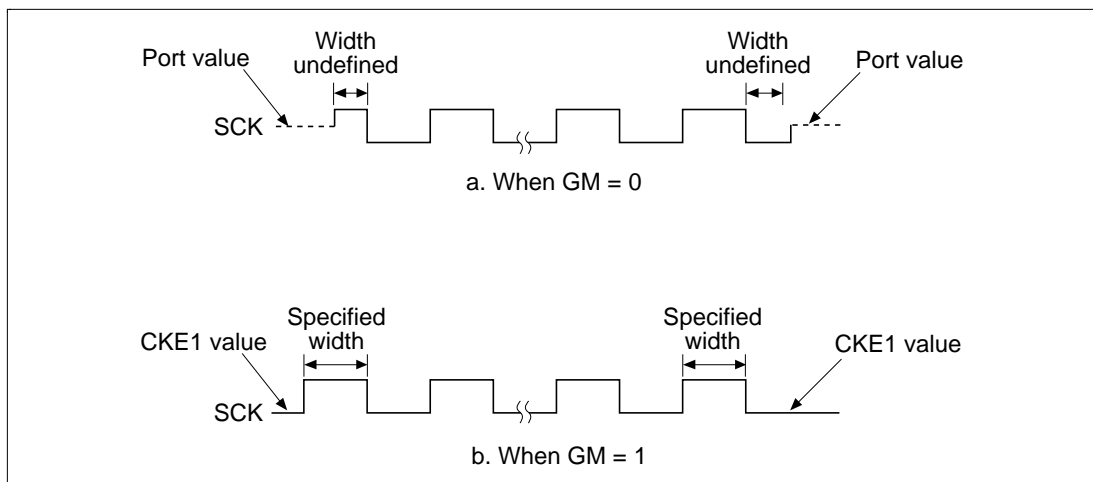 Width
undefined
Width
undefined
Port value
Port value
SCK
a. When GM = 0
Specified
width
Specified
width
CKE1 value
CKE1 value
SCK
b. When GM = 1